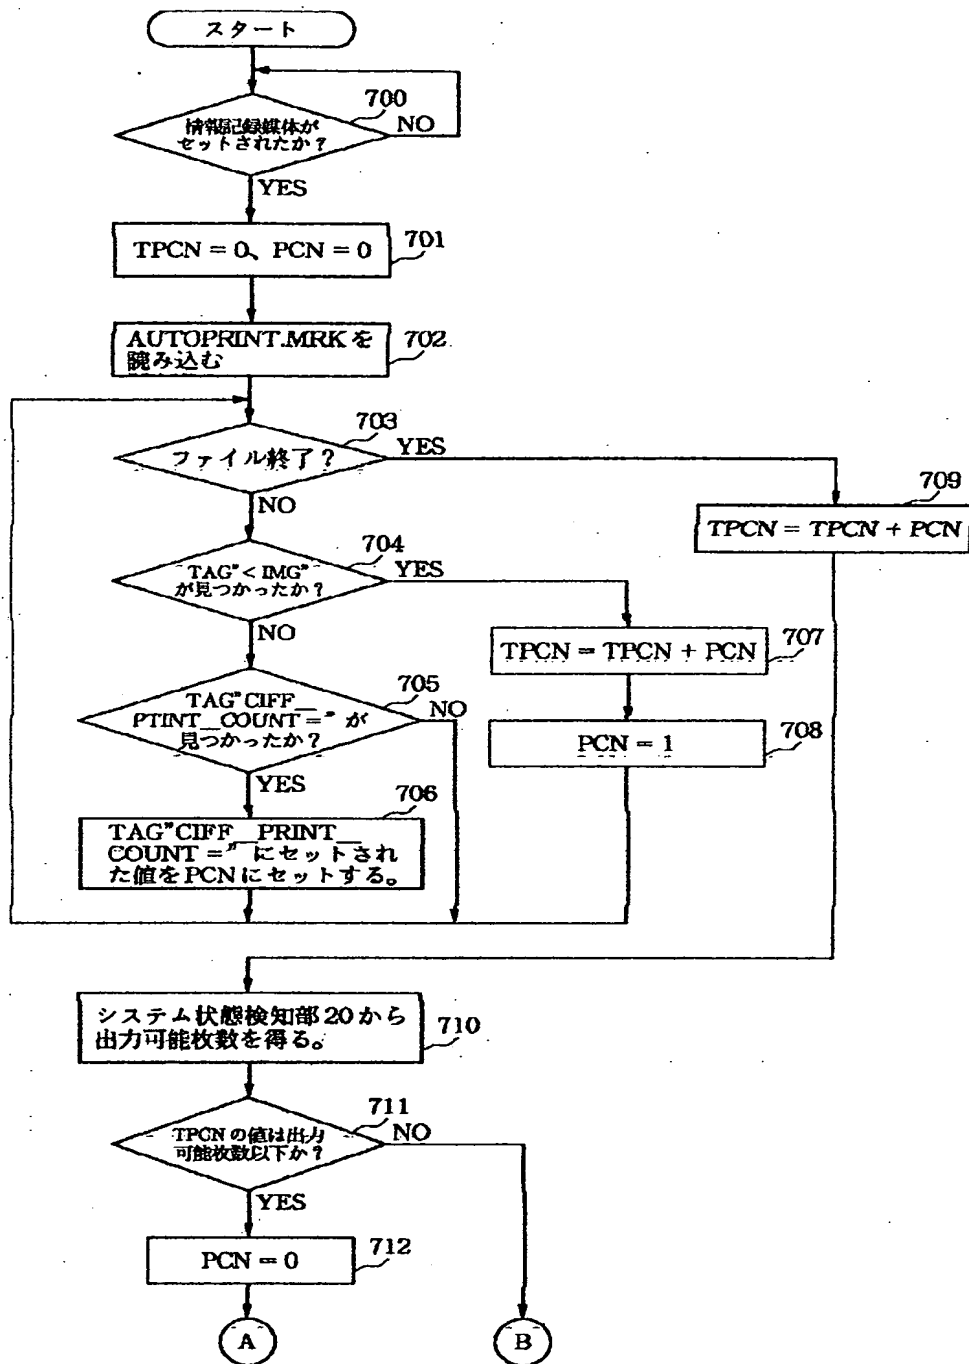 スタート
700
情報記録媒体が
セットされたか？
NO
YES
TPCN = 0、PCN = 0
701
AUTOPRINT.MRKを
読み込む
702
703
ファイル終了？
YES
NO
709
TPCN = TPCN + PCN
704
TAG”< IMG”
が見つかったか？
YES
NO
TPCN = TPCN + PCN
707
705
TAG”CIFF__
PTINT__COUNT =” が
見つかったか？
NO
YES
PCN = 1
708
706
TAG”CIFF__PRINT__
COUNT =” にセットされ
た値をPCNにセットする。
システム状態検知部20から
出力可能枚数を得る。
710
711
TPCNの値は出力
可能枚数以下か？
NO
YES
PCN = 0
712
A
B